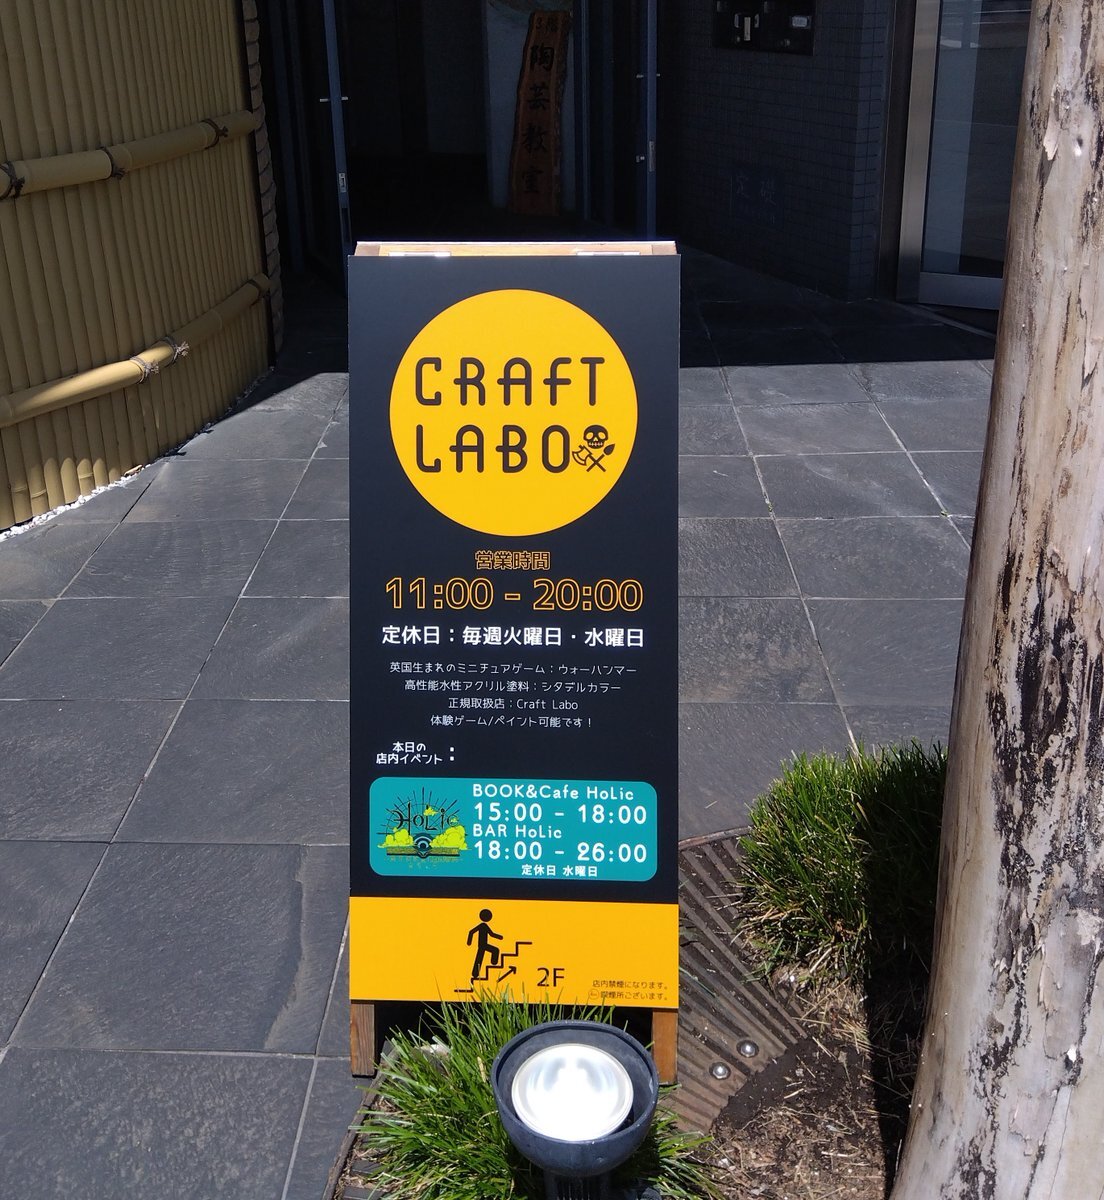 陶芸教室
CRAFT
LABO
営業時間
11:00 - 20:00
定休日：毎週火曜日・水曜日
英国生まれのミニチュアゲーム：ウォーハンマー
高性能水性アクリル塗料：シタデルカラー
正規取扱店：Craft Labo
体験ゲーム/ペイント可能です！
本日の
店内イベント：
HoLic
BOOK&Cafe HoLic
15:00 - 18:00
BAR HoLic
18:00 - 26:00
定休日 水曜日
2F
店内禁煙になります。
喫煙所ございます。